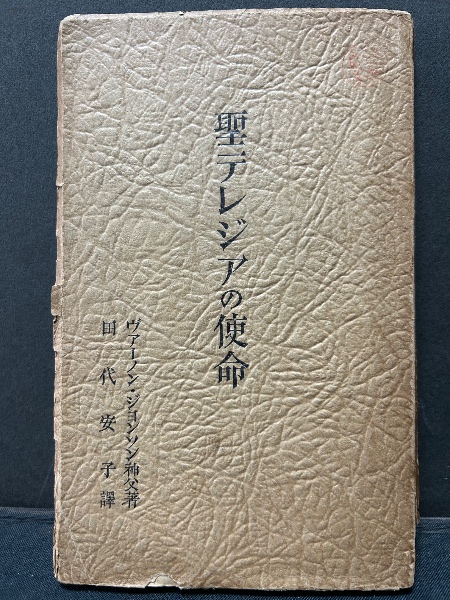 聖テレジアの使命
ヴァーノン・ジョンソン神父著
田代安子譯